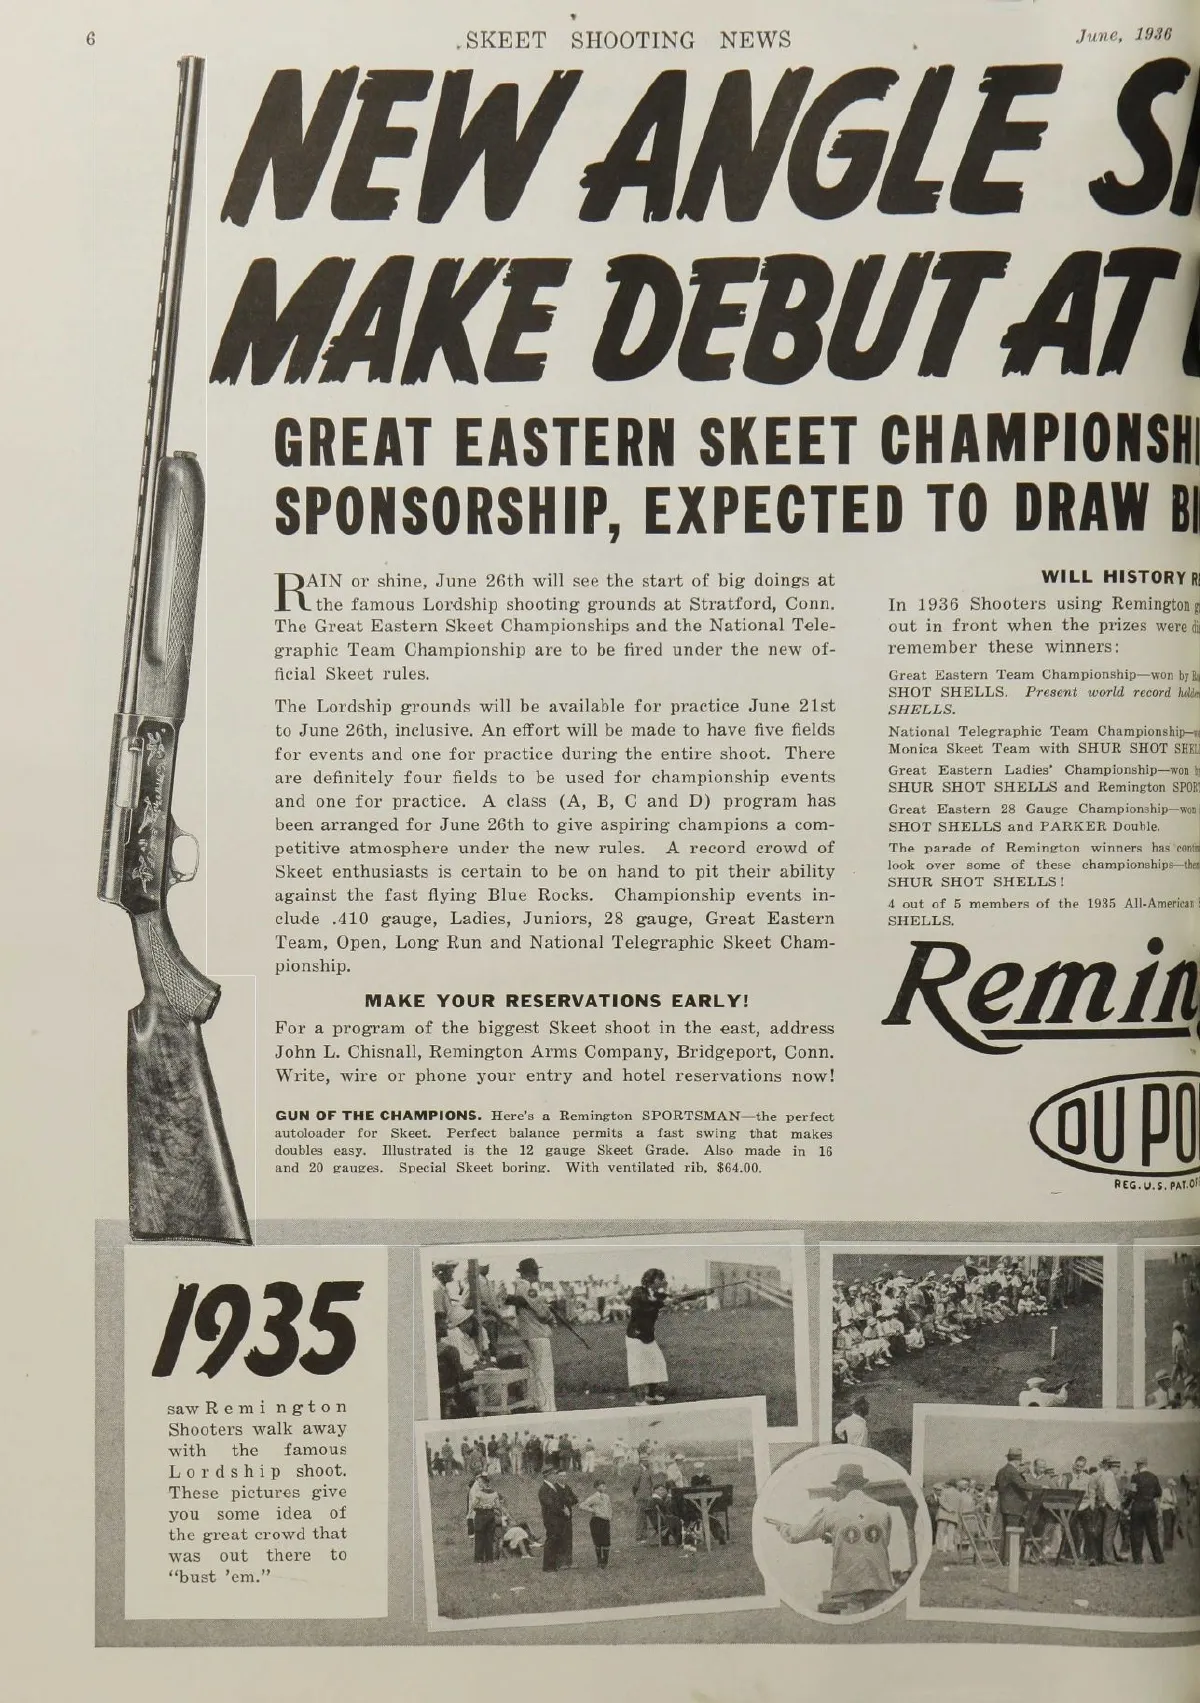 6
SKEET SHOOTING NEWS
June, 1936
NEW ANGLE
MAKE DEBUT AT
GREAT EASTERN SKEET CHAMPIONSHI
SPONSORSHIP, EXPECTED TO DRAW BI
RAIN or shine, June 26th will see the start of big doings at
the famous Lordship shooting grounds at Stratford, Conn.
The Great Eastern Skeet Championships and the National Tele-
graphic Team Championship are to be fired under the new of-
ficial Skeet rules.
The Lordship grounds will be available for practice June 21st
to June 26th, inclusive. An effort will be made to have five fields
for events and one for practice during the entire shoot. There
are definitely four fields to be used for championship events
and one for practice. A class (A, B, C and D) program has
been arranged for June 26th to give aspiring champions a com-
petitive atmosphere under the new rules. A record crowd of
Skeet enthusiasts is certain to be on hand to pit their ability
against the fast flying Blue Rocks. Championship events in-
clude .410 gauge, Ladies, Juniors, 28 gauge, Great Eastern
Team, Open, Long Run and National Telegraphic Skeet Cham-
pionship.
MAKE YOUR RESERVATIONS EARLY!
For a program of the biggest Skeet shoot in the east, address
John L. Chisnall, Remington Arms Company, Bridgeport, Conn.
Write, wire or phone your entry and hotel reservations now!
GUN OF THE CHAMPIONS. Here's a Remington SPORTSMAN—the perfect
autoloader for Skeet. Perfect balance permits a fast swing that makes
doubles easy. Illustrated is the 12 gauge Skeet Grade. Also made in 16
and 20 gauges. Special Skeet boring. With ventilated rib, $64.00.
WILL HISTORY
In 1936 Shooters using Remington
out in front when the prizes were
remember these winners:
Great Eastern Team Championship—won by
SHOT SHELLS. Present world record
SHELLS.
National Telegraphic Team Championship—
Monica Skeet Team with SHUR SHOT
Great Eastern Ladies' Championship—won
SHUR SHOT SHELLS and Remington
Great Eastern 28 Gauge Championship—won
SHOT SHELLS and PARKER Double.
The parade of Remington winners has
look over some of these championships—
SHUR SHOT SHELLS!
4 out of 5 members of the 1935 All-American
SHELLS.
Remin
DU PO
REG. U.S. PAT. OF
1935
saw Remington
Shooters walk away
with the famous
Lordship shoot.
These pictures give
you some idea of
the great crowd that
was out there to
"bust 'em."